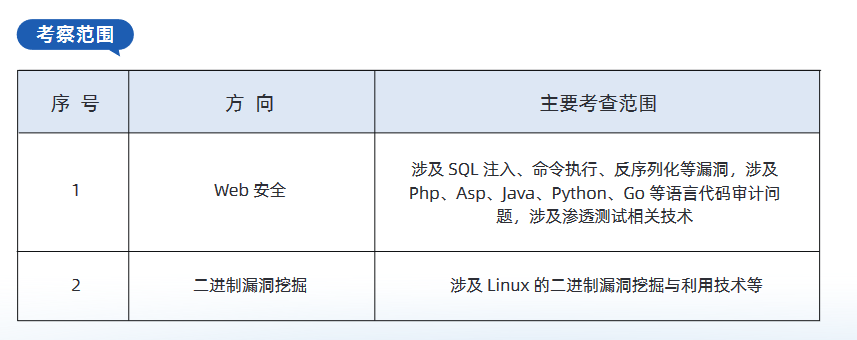 考察范围
序 号
方 向
主要考查范围
1
Web 安全
涉及 SQL 注入、命令执行、反序列化等漏洞，涉及
Php、Asp、Java、Python、Go 等语言代码审计问
题，涉及渗透测试相关技术
2
二进制漏洞挖掘
涉及 Linux 的二进制漏洞挖掘与利用技术等